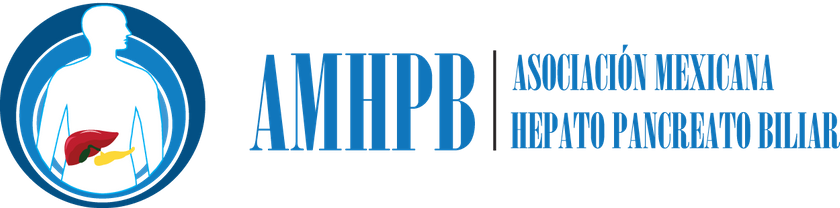 AMHPB
ASOCIACIÓN MEXICANA
HEPATO PANCREATO BILIAR